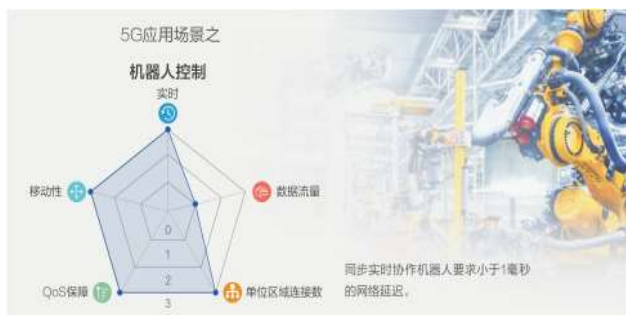 5G应用场景之
机器人控制
实时
移动性
数据流量
0
1
2
3
QoS保障
单位区域连接数
同步实时协作机器人要求小于1毫秒
的网络延迟。